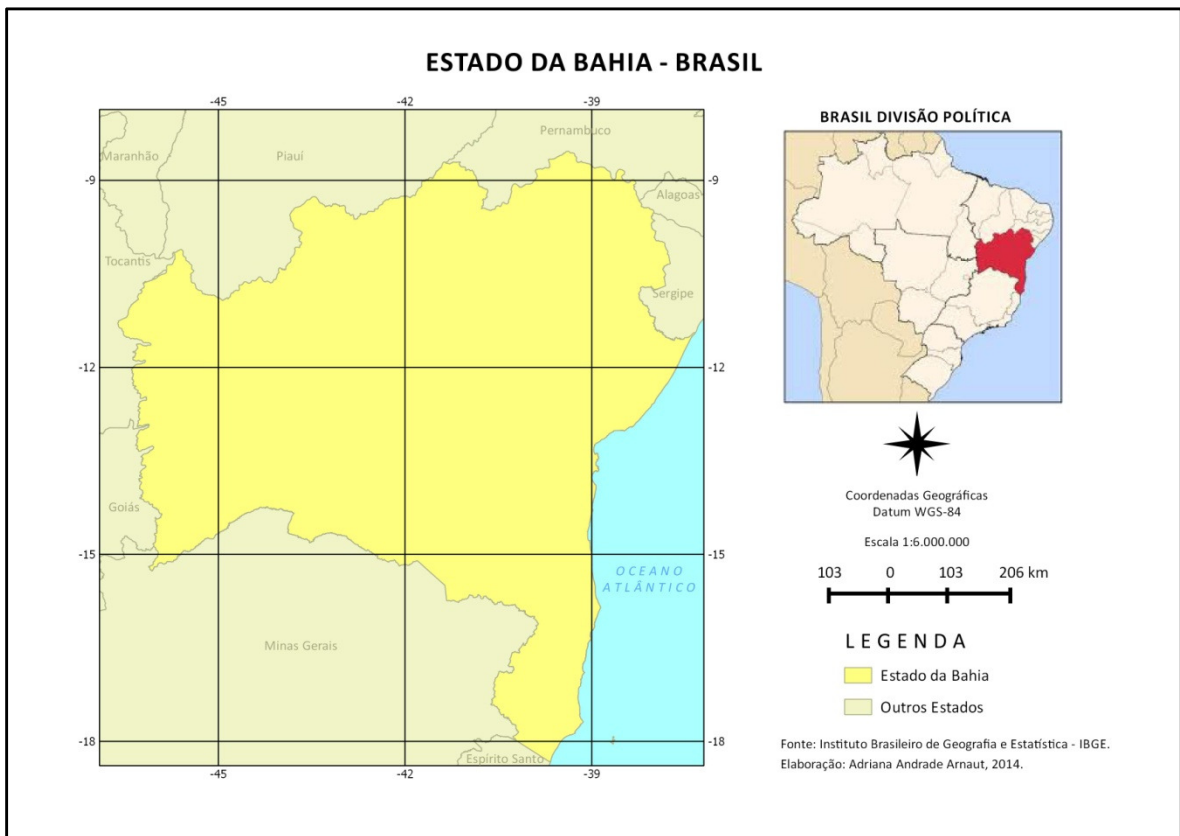 ESTADO DA BAHIA - BRASIL
-45 -42 -39
Pernambuco
Maranhão Piauí
-9 -9
Alagoas
Tocantis
Sergipe
-12 -12
Goiás
-15 -15
OCEANO
ATLÂNTICO
Minas Gerais
-18 -18
Espírito Santo
-45 -42 -39
BRASIL DIVISÃO POLÍTICA
Coordenadas Geográficas
Datum WGS-84
Escala 1:6.000.000
103 0 103 206 km
LEGENDA
Estado da Bahia
Outros Estados
Fonte: Instituto Brasileiro de Geografia e Estatística - IBGE.
Elaboração: Adriana Andrade Arnaut, 2014.